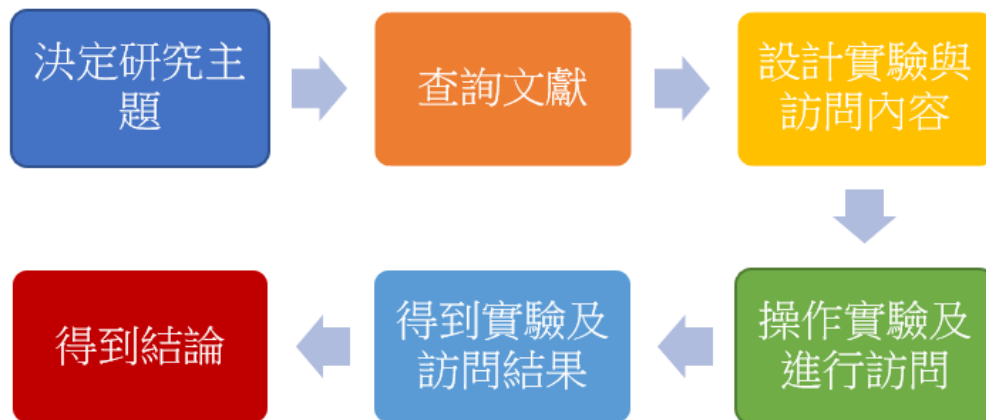 決定研究主
題
查詢文獻
設計實驗與
訪問內容
操作實驗及
進行訪問
得到實驗及
訪問結果
得到結論